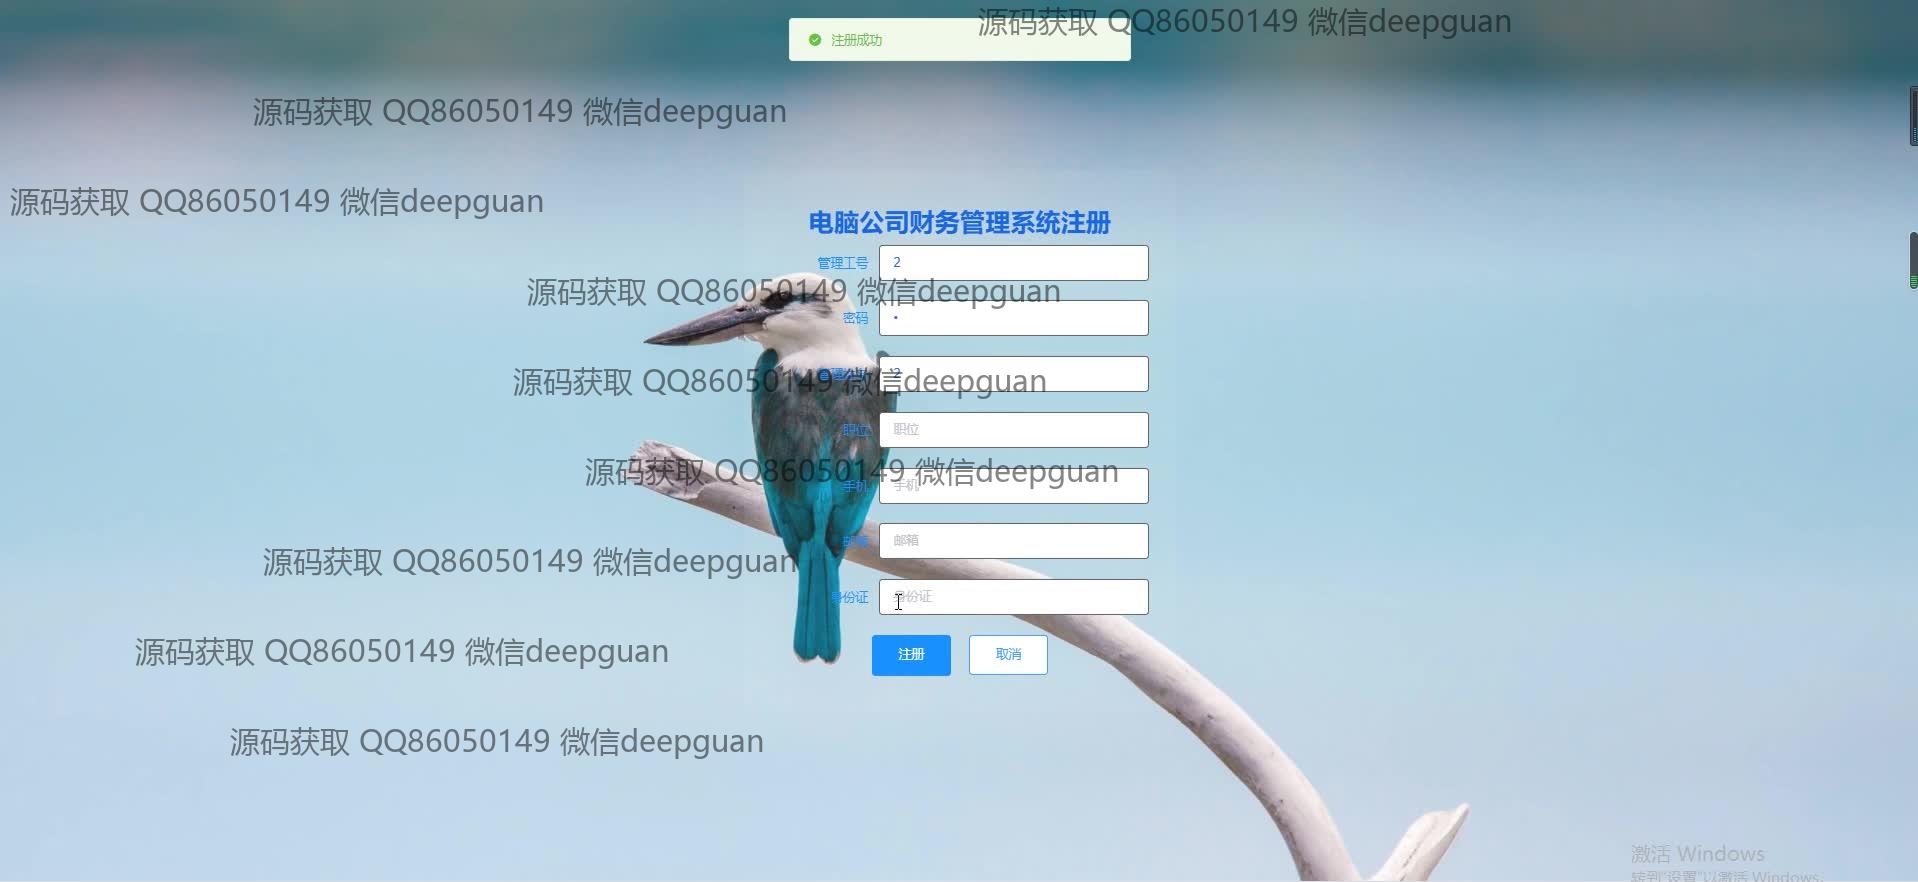 源码获取 QQ86050149 微信deepguan
注册成功
源码获取 QQ86050149 微信deepguan
源码获取 QQ86050149 微信deepguan
电脑公司财务管理系统注册
管理工号 2
源码获取 QQ86050149 微信deepguan
密码 •
源码获取 QQ86050149 微信deepguan
2
职位 职位
源码获取 QQ86050149 微信deepguan
手机 手机
邮箱 邮箱
源码获取 QQ86050149 微信deepguan
身份证 身份证
源码获取 QQ86050149 微信deepguan
注册 取消
源码获取 QQ86050149 微信deepguan
激活 Windows
转到"设置"以激活 Windows。